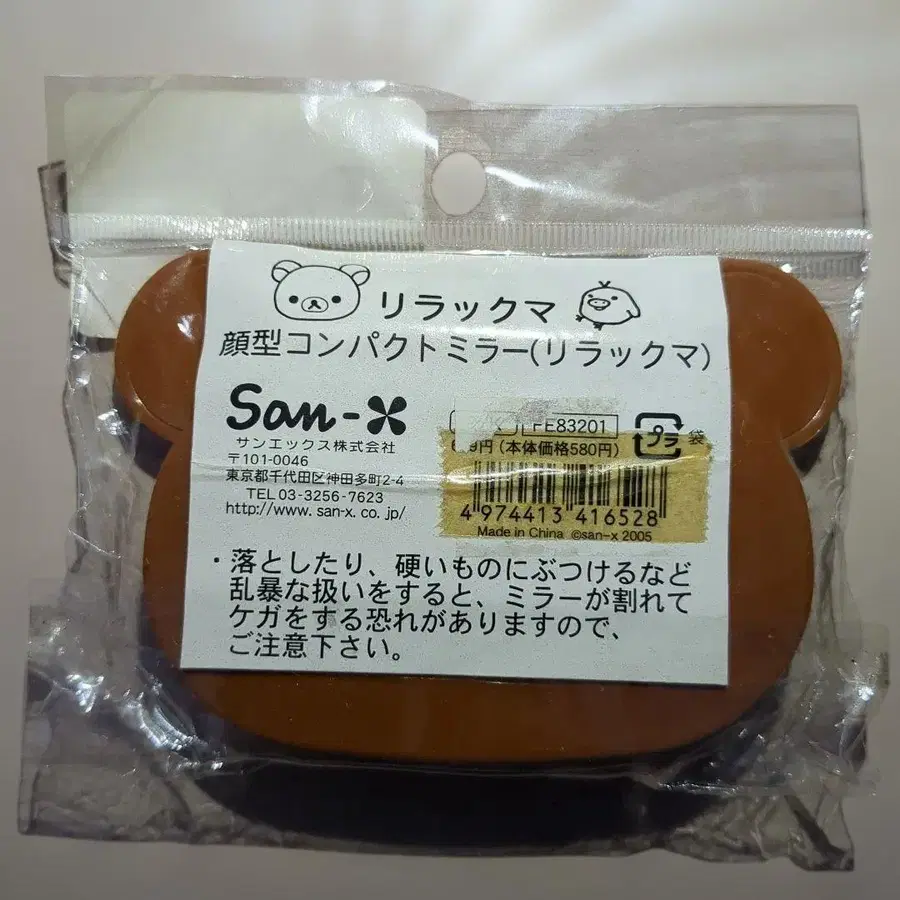 リラックマ
顔型コンパクトミラー(リラックマ)
San-X
サンエックス株式会社
〒101-0046
東京都千代田区神田多町2-4
TEL 03-3256-7623
http://www.san-x.co.jp/
FE83201
(本体価格580円)
プラ 袋
4 974413 416528
Made in China ©san-x 2005
・落としたり、硬いものにぶつけるなど
乱暴な扱いをすると、ミラーが割れて
ケガをする恐れがありますので、
ご注意下さい。